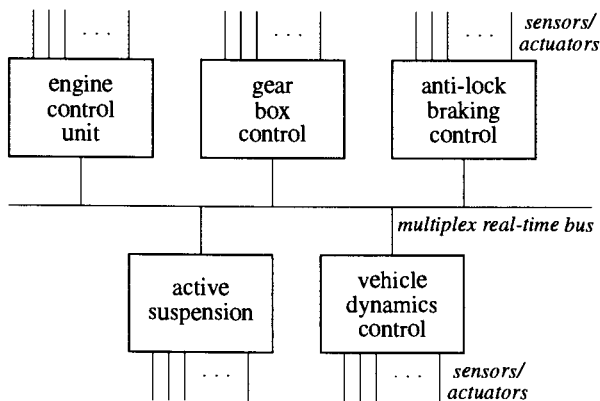 . . .
. . .
. . .
sensors/
actuators
engine
control
unit
gear
box
control
anti-lock
braking
control
multiplex real-time bus
active
suspension
vehicle
dynamics
control
. . .
. . .
sensors/
actuators